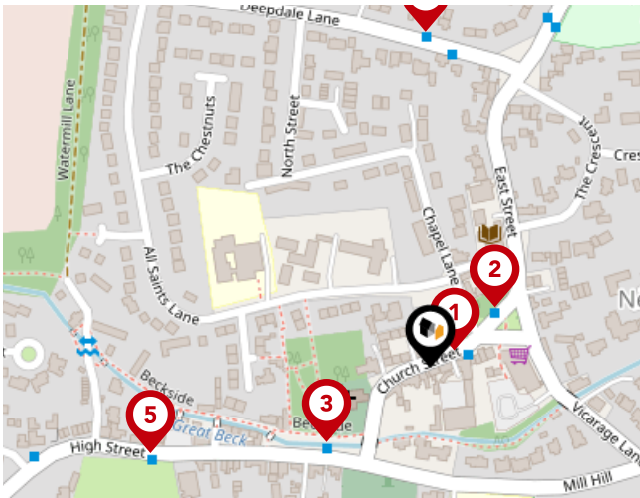 Deepdale Lane
Watermill Lane
The Chestnuts
North Street
The Crescent
Cres
East Street
Chapel Lane
All Saints Lane
2
1
Church Street
Beckside
3
5
Beckside
Great Beck
High Street
Vicarage Lane
Mill Hill